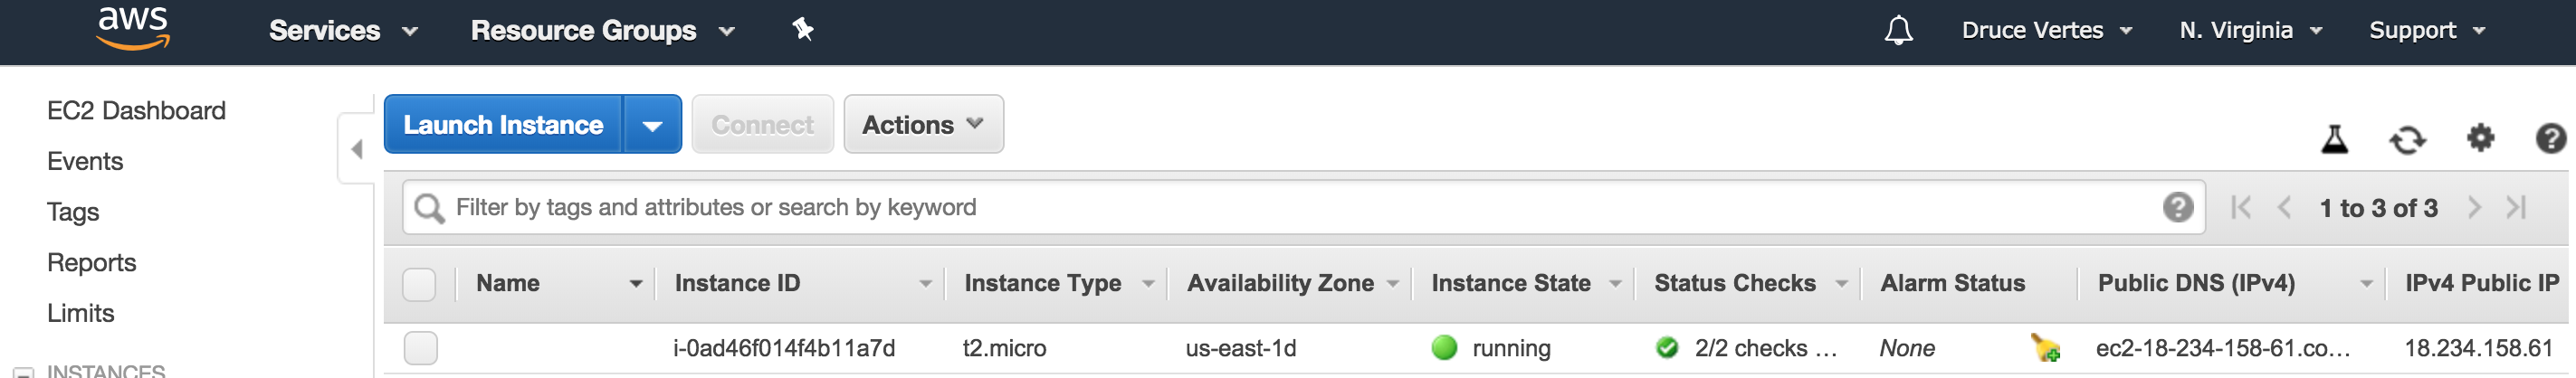 aws Services Resource Groups Druce Vertes N. Virginia Support
EC2 Dashboard
Events
Tags
Reports
Limits
INSTANCES
Launch Instance Connect Actions
Filter by tags and attributes or search by keyword ? 1 to 3 of 3
Name Instance ID Instance Type Availability Zone Instance State Status Checks Alarm Status Public DNS (IPv4) IPv4 Public IP
i-0ad46f014f4b11a7d t2.micro us-east-1d running 2/2 checks ... None ec2-18-234-158-61.co... 18.234.158.61